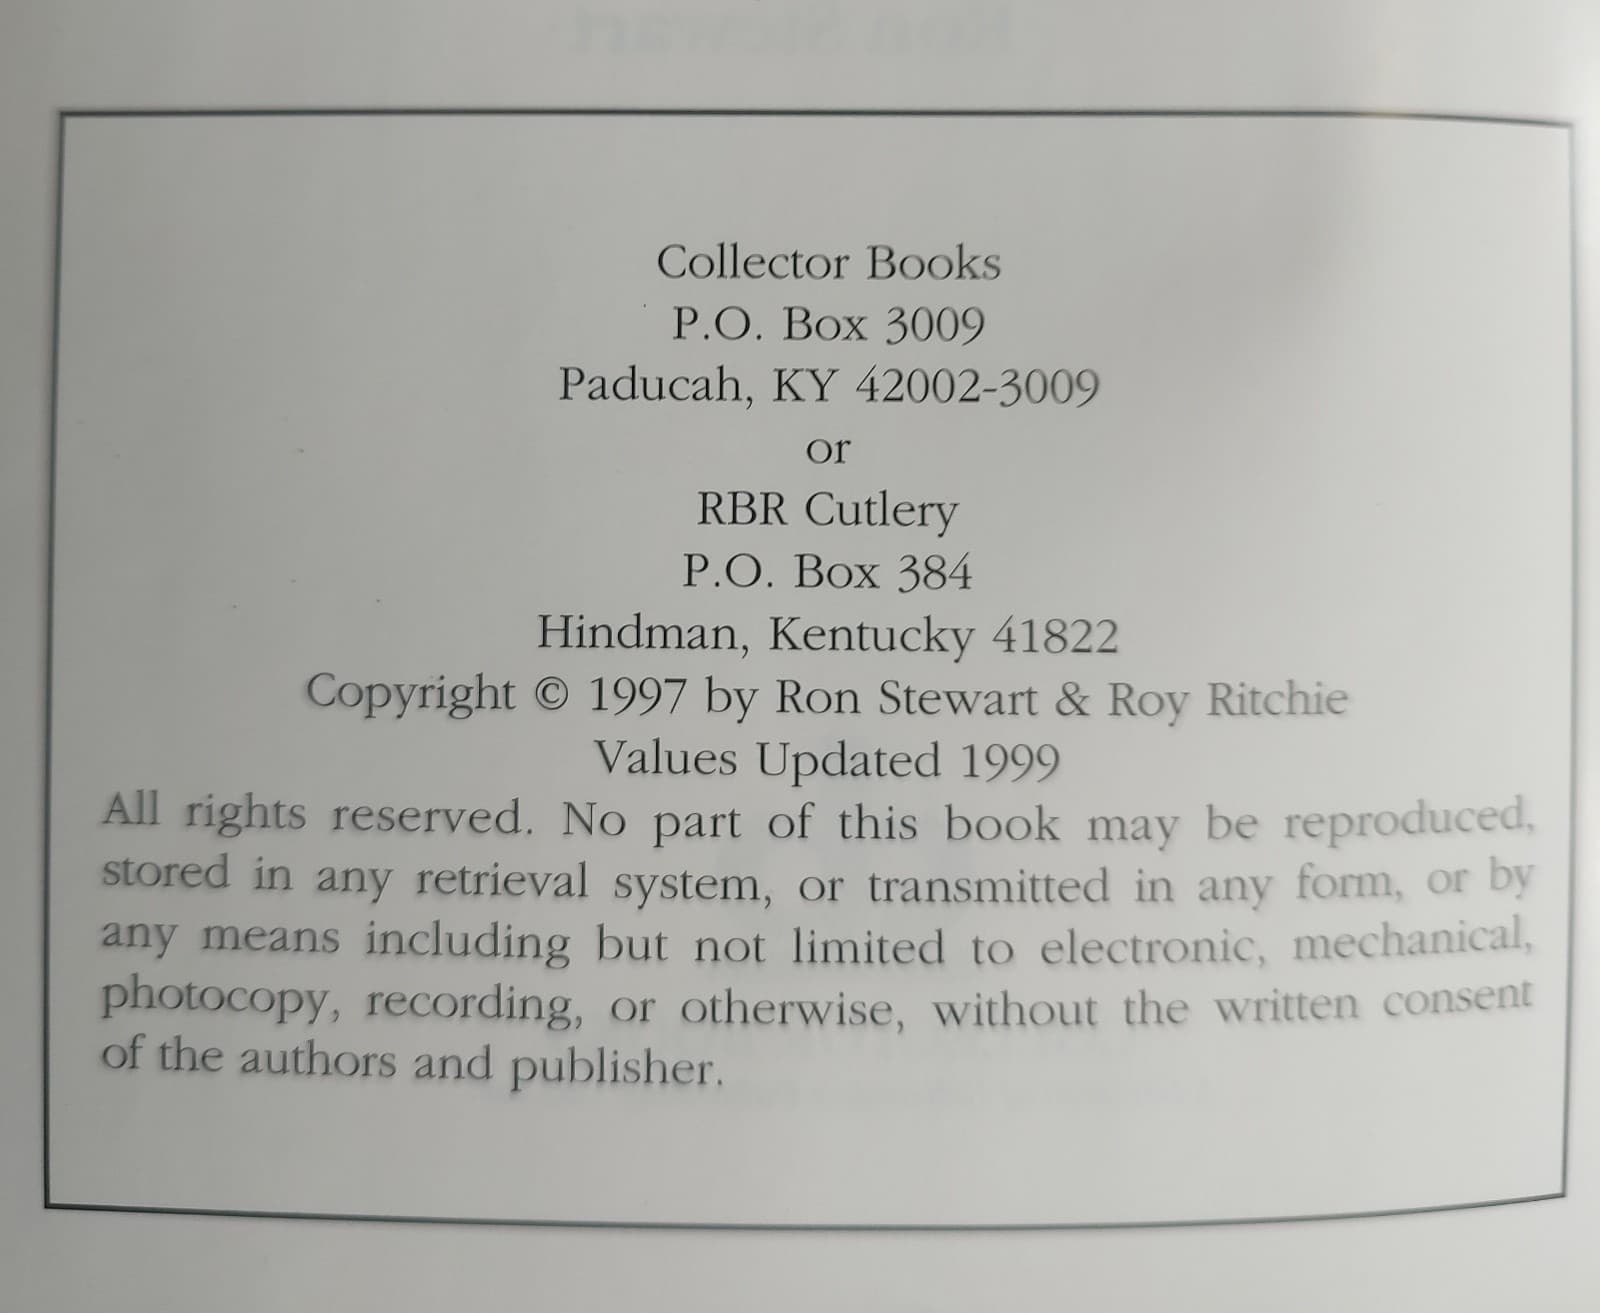 Collector Books
P.O. Box 3009
Paducah, KY 42002-3009
or
RBR Cutlery
P.O. Box 384
Hindman, Kentucky 41822
Copyright © 1997 by Ron Stewart & Roy Ritchie
Values Updated 1999
All rights reserved. No part of this book may be reproduced,
stored in any retrieval system, or transmitted in any form, or by
any means including but not limited to electronic, mechanical,
photocopy, recording, or otherwise, without the written consent
of the authors and publisher.